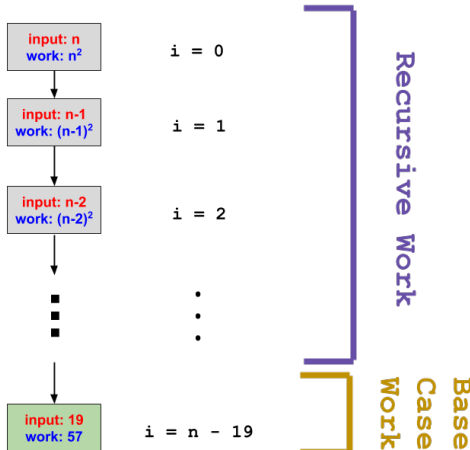 input: n
work: n²
i = 0
input: n-1
work: (n-1)²
i = 1
input: n-2
work: (n-2)²
i = 2
Recursive Work
input: 19
work: 57
i = n - 19
Base
Case
Work